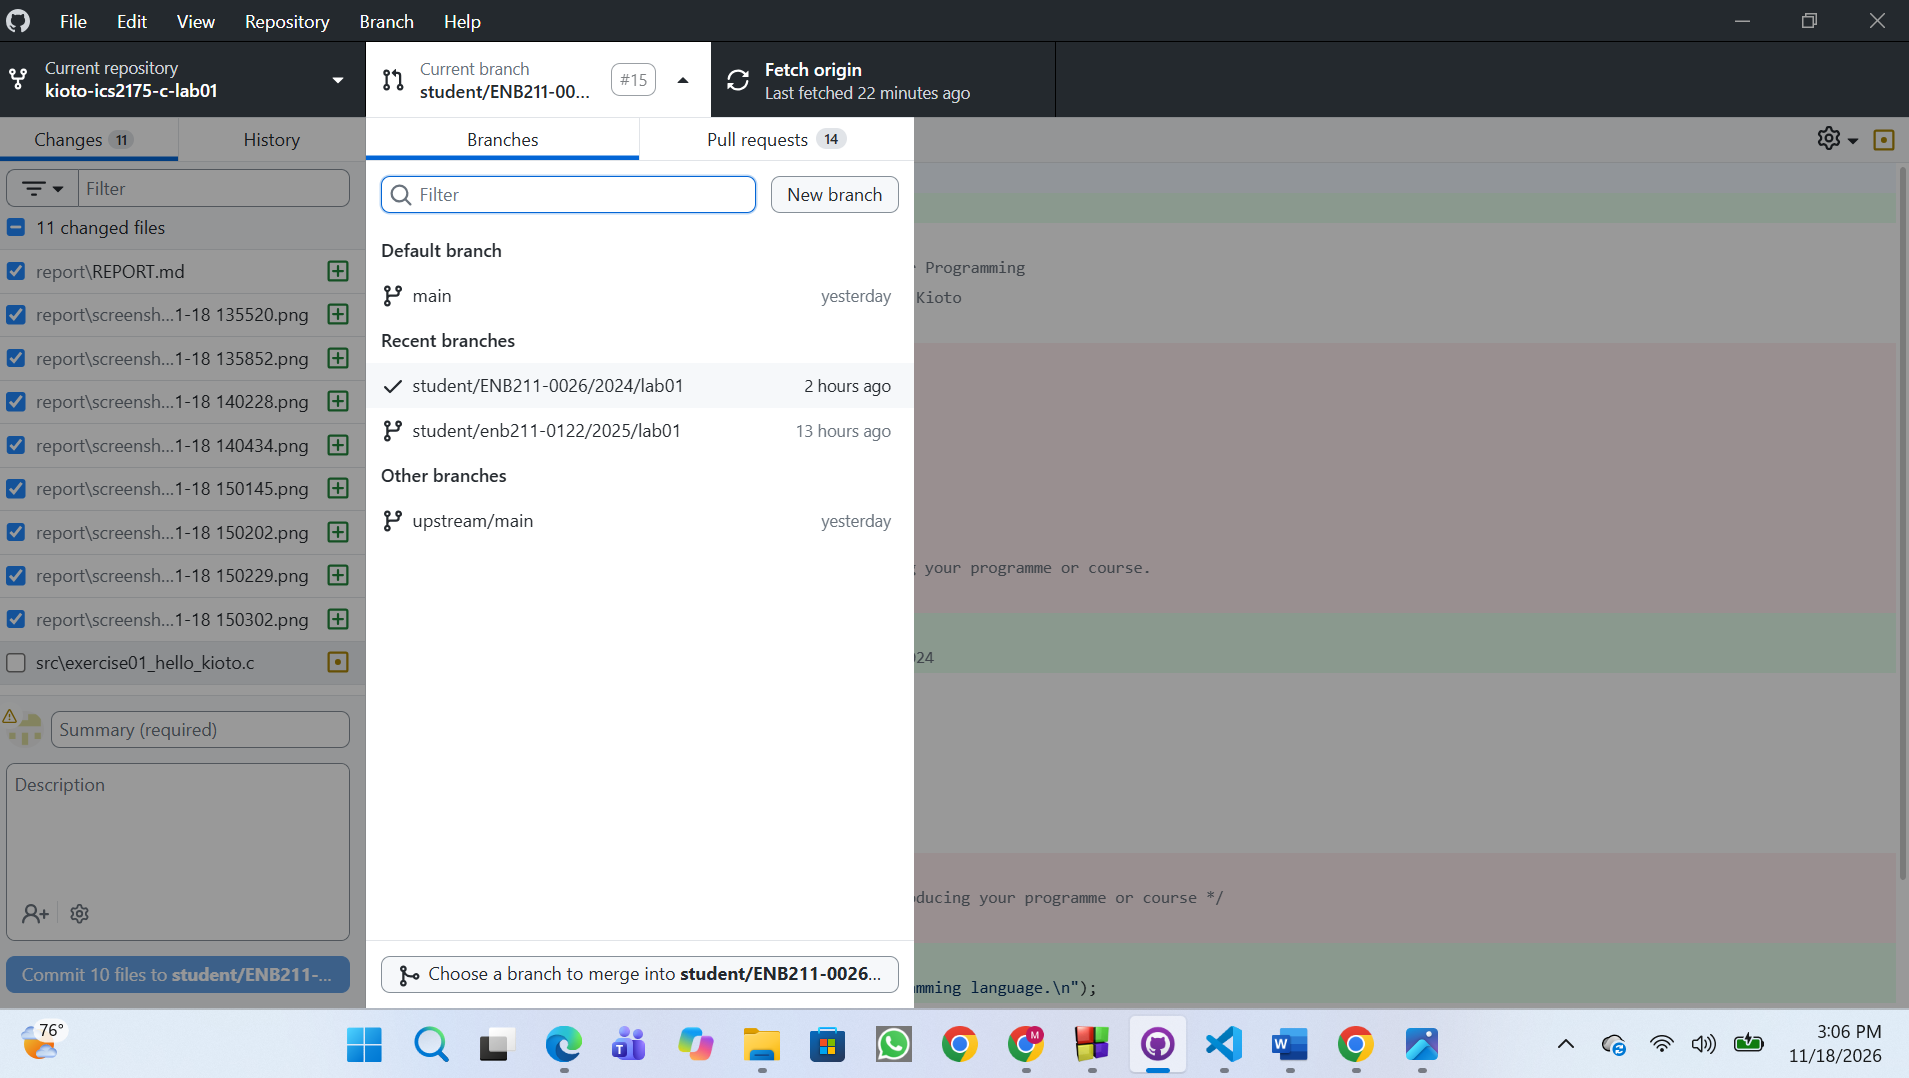 File Edit View Repository Branch Help
Current repository
kioto-ics2175-c-lab01
Current branch
student/ENB211-00...
#15
Fetch origin
Last fetched 22 minutes ago
Changes 11
History
Filter
11 changed files
report\REPORT.md
report\screensh...1-18 135520.png
report\screensh...1-18 135852.png
report\screensh...1-18 140228.png
report\screensh...1-18 140434.png
report\screensh...1-18 150145.png
report\screensh...1-18 150202.png
report\screensh...1-18 150229.png
report\screensh...1-18 150302.png
src\exercise01_hello_kioto.c
Summary (required)
Description
Commit 10 files to student/ENB211-...
Branches
Pull requests 14
Filter
New branch
Default branch
main yesterday
Recent branches
student/ENB211-0026/2024/lab01 2 hours ago
student/enb211-0122/2025/lab01 13 hours ago
Other branches
upstream/main yesterday
Choose a branch to merge into student/ENB211-0026...
Programming
Kioto
your programme or course.
24
oducing your programme or course */
mming language.\n");
76°
M
T
W
3:06 PM
11/18/2026